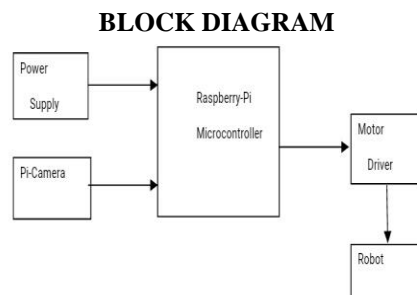 BLOCK DIAGRAM
Power
Supply
Raspberry-Pi
Microcontroller
Pi-Camera
Motor
Driver
Robot